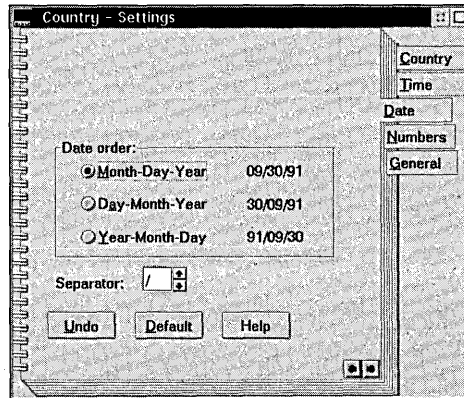 Country - Settings
Country
Time
Date
Numbers
General
Date order:
Month-Day-Year 09/30/91
Day-Month-Year 30/09/91
Year-Month-Day 91/09/30
Separator: /
Undo Default Help